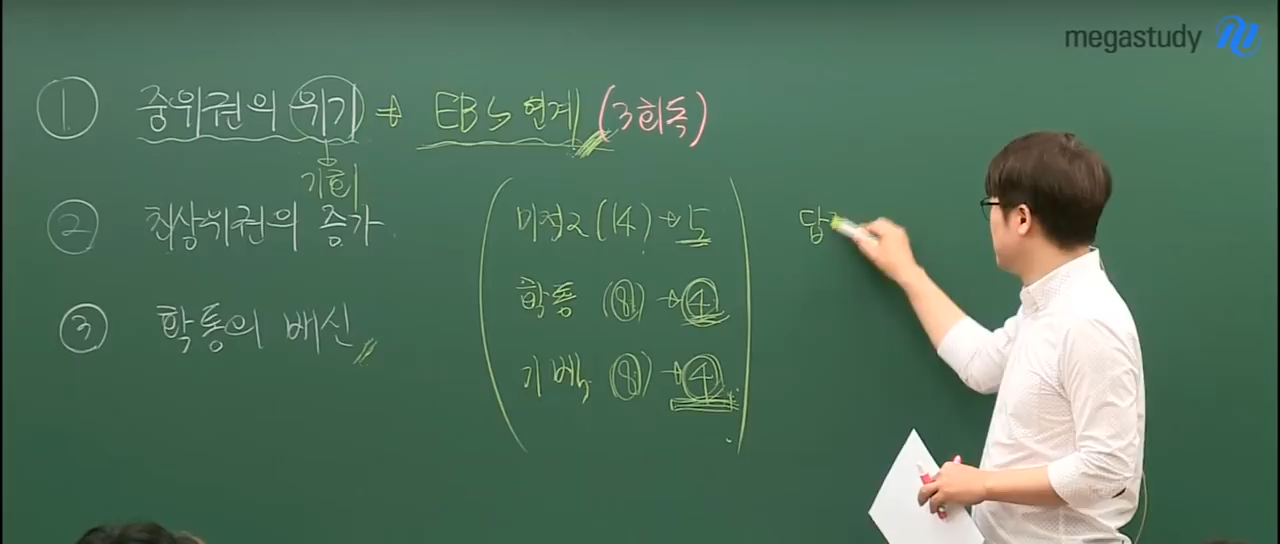 megastudy
① 중위권의 위기 → EBS 연계 (3회독)
기회
② 최상위권의 증가
③ 학통의 배신
미적2 (14) → 5
확통 (8) → ④
기벡 (8) → ④
답